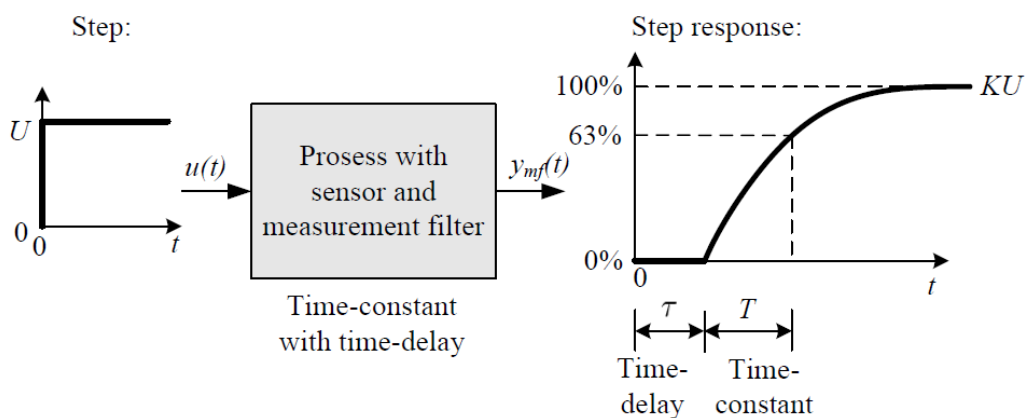 Step:
Step response:
U
0
0
t
u(t)
Prosess with
sensor and
measurement filter
Time-constant
with time-delay
y_mf(t)
100%
63%
0%
0
KU
t
τ
T
Time-
delay
Time-
constant